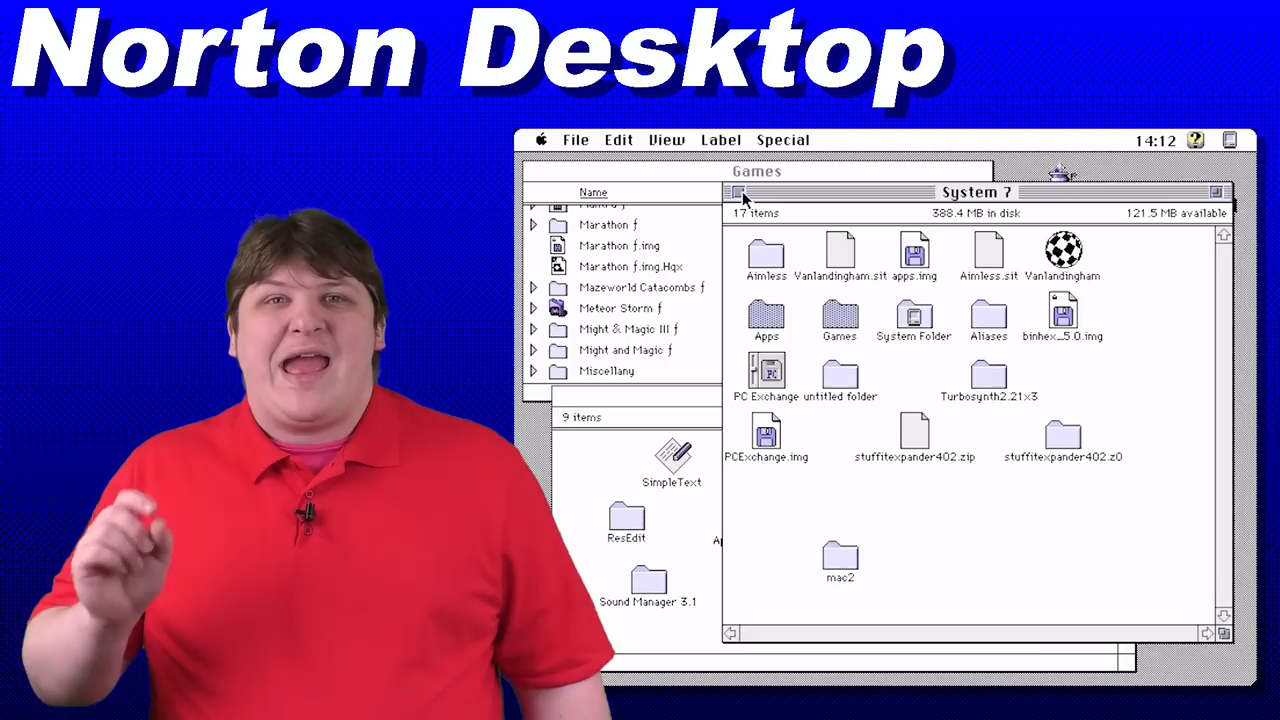 Norton Desktop
File Edit View Label Special
14:12
Games
Name
Marathon ƒ
Marathon ƒ.img
Marathon ƒ.img.Hqx
Mazeworld Catacombs ƒ
Meteor Storm ƒ
Might & Magic III ƒ
Might and Magic ƒ
Miscellany
9 items
SimpleText
ResEdit
Sound Manager 3.1
System 7
17 items 388.4 MB in disk 121.5 MB available
Aimless Vanlandingham.sit apps.img Aimless.sit Vanlandingham
Apps Games System Folder Aliases binhex_5.0.img
PC Exchange untitled folder Turbosynth2.21x3
PCExchange.img stuffitexpander402.zip stuffitexpander402.z0
mac2
PC